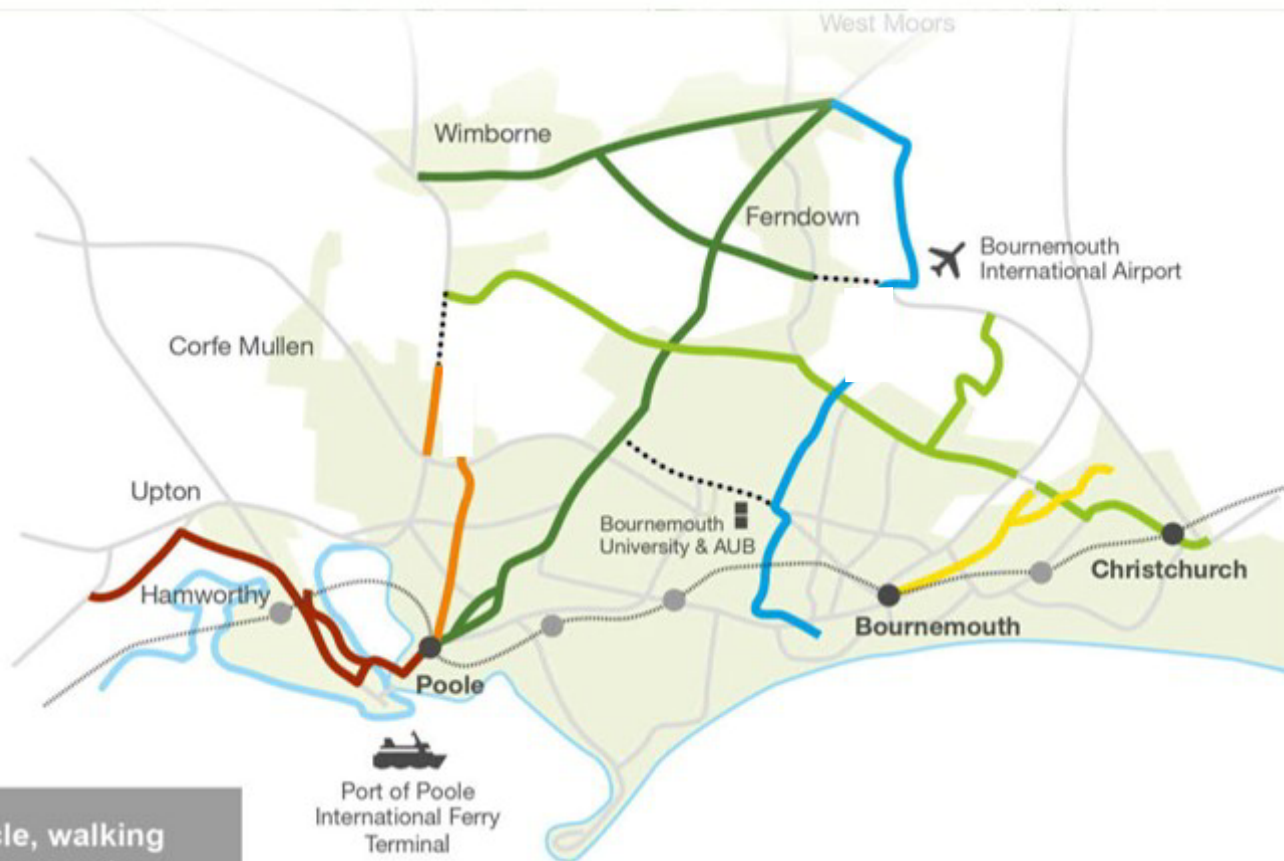 West Moors
Wimborne
Ferndown
Bournemouth
International Airport
Corfe Mullen
Upton
Bournemouth
University & AUB
Hamworthy
Christchurch
Bournemouth
Poole
Port of Poole
International Ferry
Terminal
cle, walking